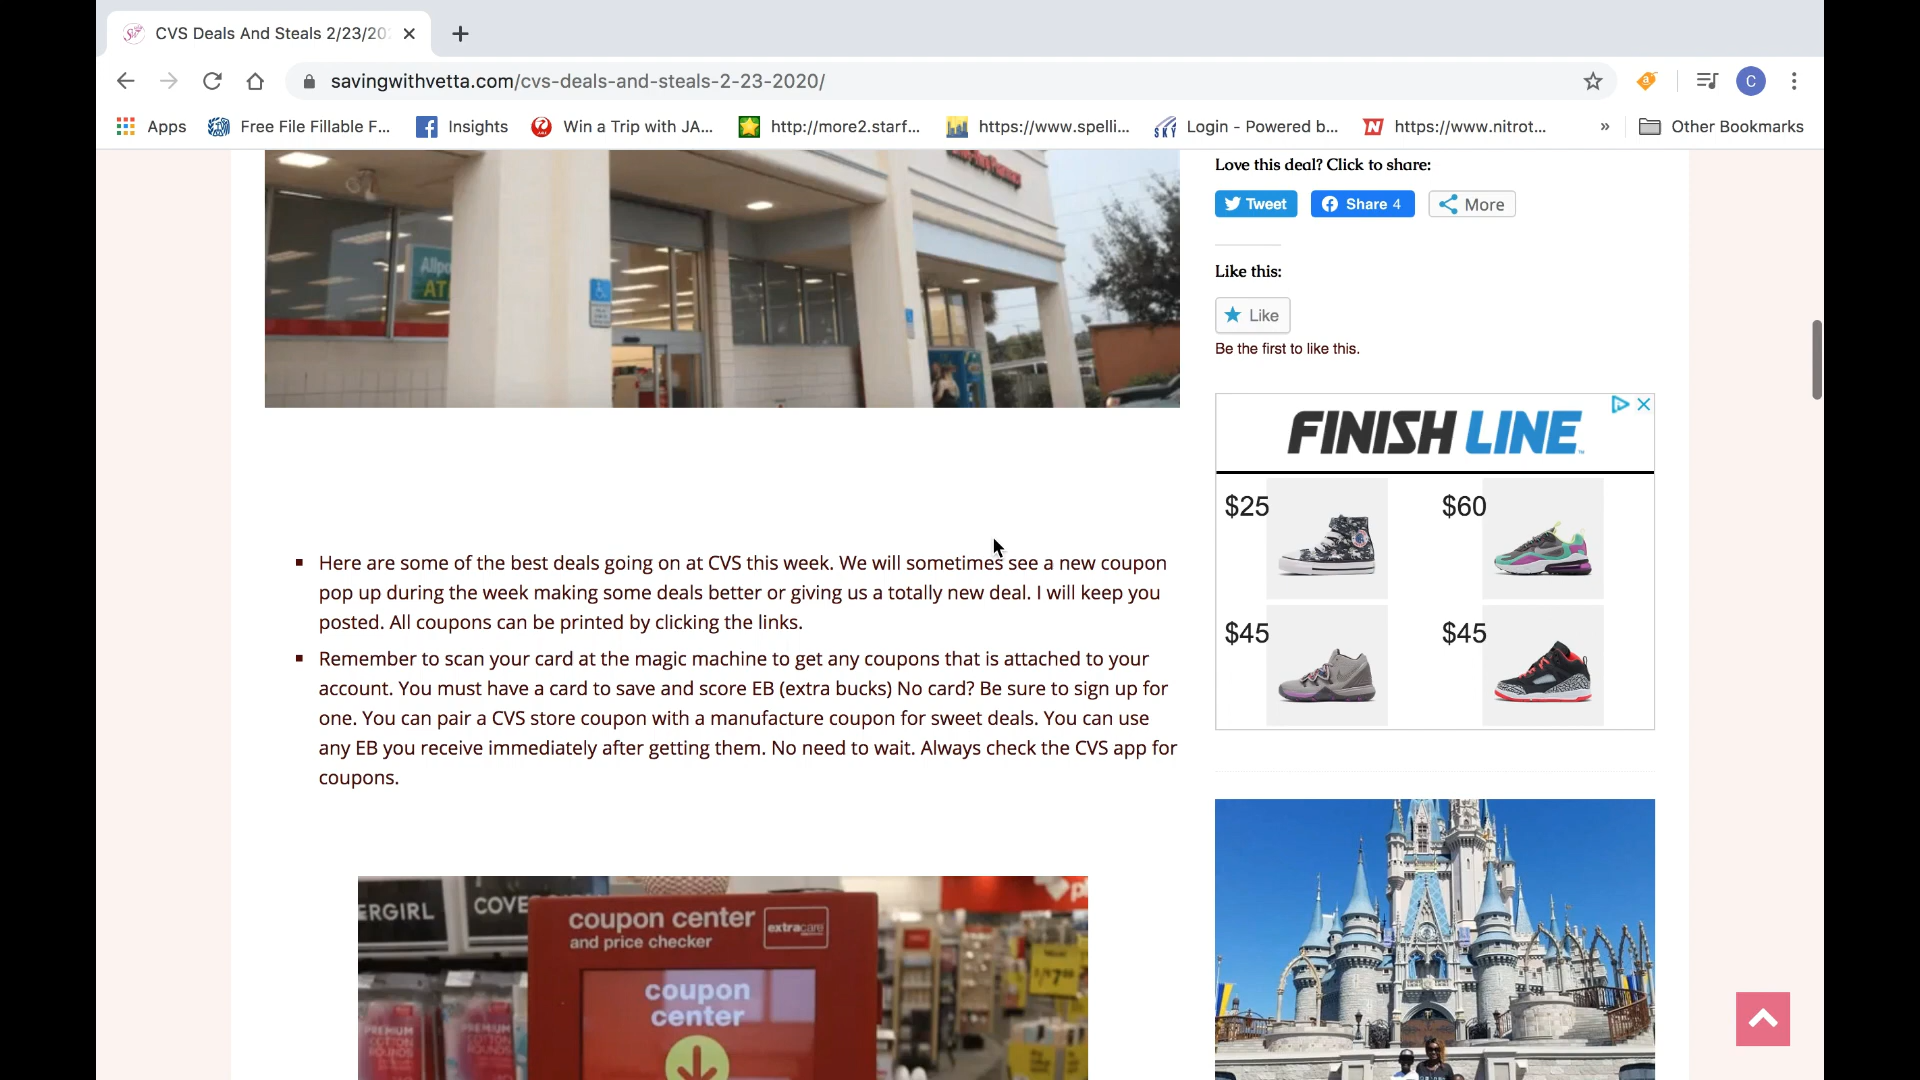 CVS Deals And Steals 2/23/20
savingwithvetta.com/cvs-deals-and-steals-2-23-2020/
C
Apps
Free File Fillable F...
Insights
Win a Trip with JA...
http://more2.starf...
https://www.spelli...
SKY
Login - Powered b...
https://www.nitrot...
»
Other Bookmarks
Allpo
AT
Love this deal? Click to share:
Tweet
Share 4
More
Like this:
Like
Be the first to like this.
FINISH LINE
$25
$60
$45
$45
Here are some of the best deals going on at CVS this week. We will sometimes see a new coupon
pop up during the week making some deals better or giving us a totally new deal. I will keep you
posted. All coupons can be printed by clicking the links.
Remember to scan your card at the magic machine to get any coupons that is attached to your
account. You must have a card to save and score EB (extra bucks) No card? Be sure to sign up for
one. You can pair a CVS store coupon with a manufacture coupon for sweet deals. You can use
any EB you receive immediately after getting them. No need to wait. Always check the CVS app for
coupons.
ERGIRL
COVE
coupon center
and price checker
extracare
coupon
center
PREMIUM
COTTON
ROUNDS
PREMIUM
COTTON
ROUNDS